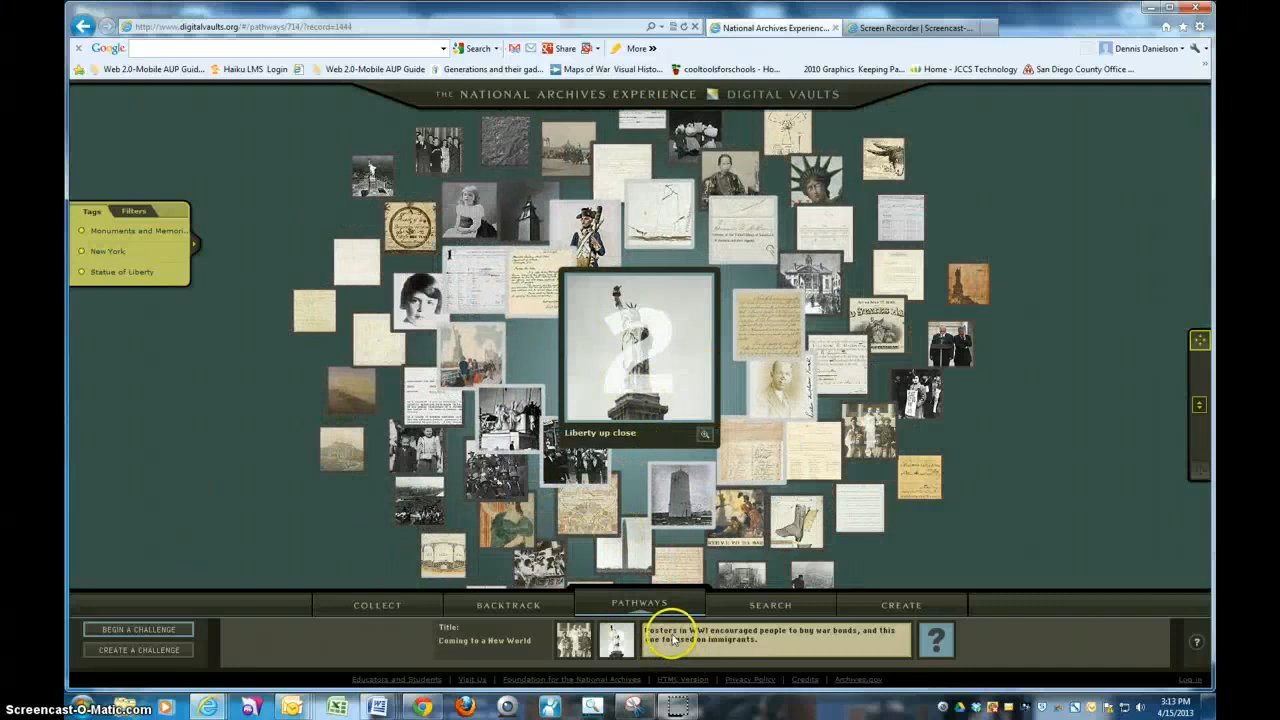 http://www.digitalvaults.org/#/pathways/714/?record=1444
National Archives Experienc...
Screen Recorder | Screencast-...
Google
Search
Share
More »
Dennis Danielson
Web 2.0-Mobile AUP Guid...
Haiku LMS Login
Web 2.0-Mobile AUP Guide
Generations and their gad...
Maps of War Visual Histo...
cooltoolsforschools - Ho...
2010 Graphics Keeping Pa...
Home - JCCS Technology
San Diego County Office ...
THE NATIONAL ARCHIVES EXPERIENCE DIGITAL VAULTS
Tags
Filters
Monuments and Memori...
New York
Statue of Liberty
2
Liberty up close
COLLECT
BACKTRACK
PATHWAYS
SEARCH
CREATE
BEGIN A CHALLENGE
CREATE A CHALLENGE
Title:
Coming to a New World
Posters in WWI encouraged people to buy war bonds, and this
one focused on immigrants.
?
?
Educators and Students
Visit Us
Foundation for the National Archives
HTML Version
Privacy Policy
Credits
Archives.gov
Log in
Screencast-O-Matic.com
3:13 PM
4/15/2013